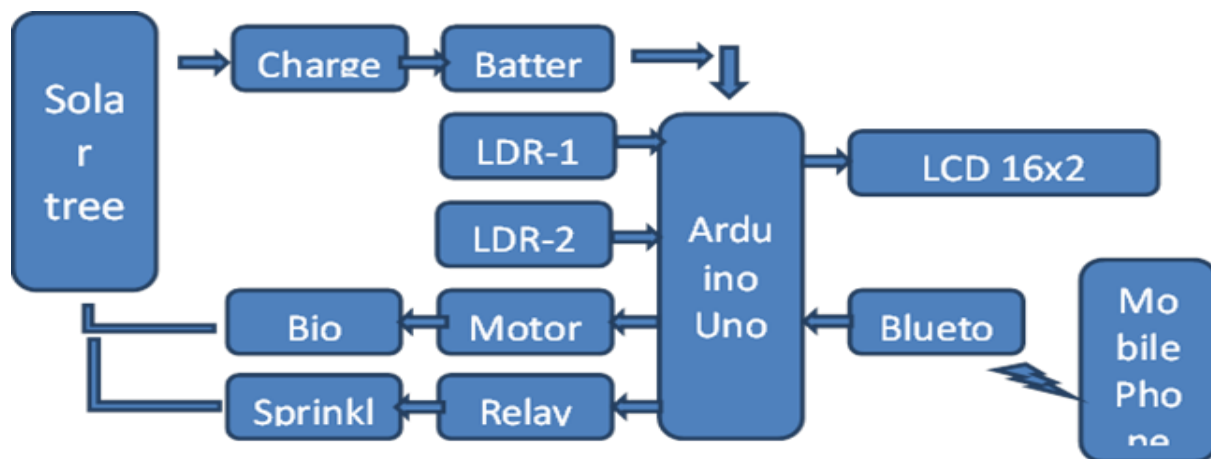 Sola
r
tree
Charge
Batter
LDR-1
LDR-2
Bio
Motor
Sprinkl
Relay
Ardu
ino
Uno
LCD 16x2
Blueto
Mo
bile
Pho
ne